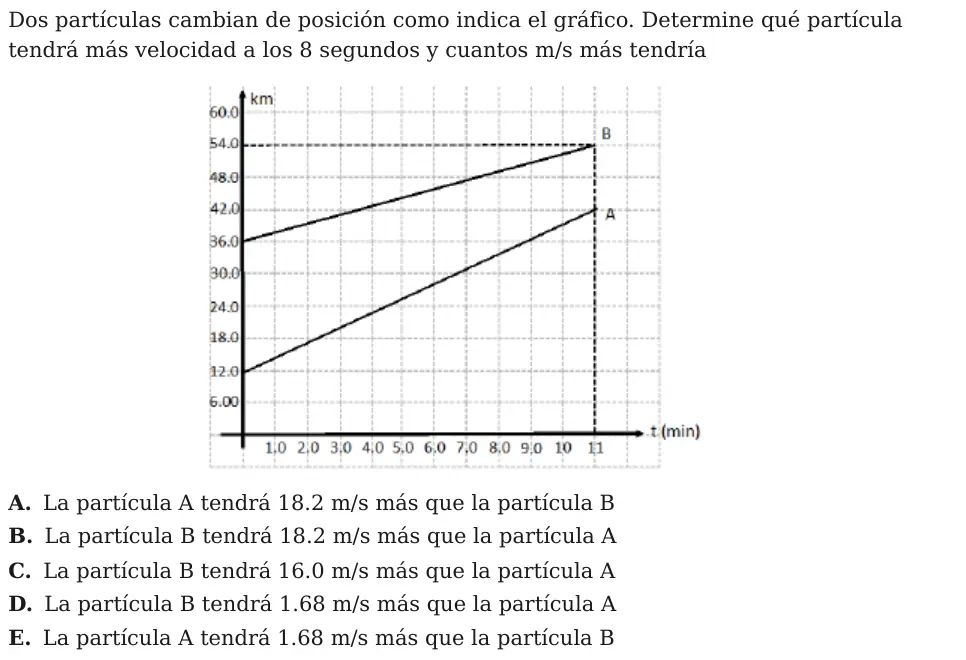 Dos partículas cambian de posición como indica el gráfico. Determine qué partícula
tendrá más velocidad a los 8 segundos y cuantos m/s más tendría
km
60.0
54.0
48.0
42.0
36.0
30.0
24.0
18.0
12.0
6.00
B
A
t (min)
1.0 2.0 3.0 4.0 5.0 6.0 7.0 8.0 9.0 10 11
A. La partícula A tendrá 18.2 m/s más que la partícula B
B. La partícula B tendrá 18.2 m/s más que la partícula A
C. La partícula B tendrá 16.0 m/s más que la partícula A
D. La partícula B tendrá 1.68 m/s más que la partícula A
E. La partícula A tendrá 1.68 m/s más que la partícula B